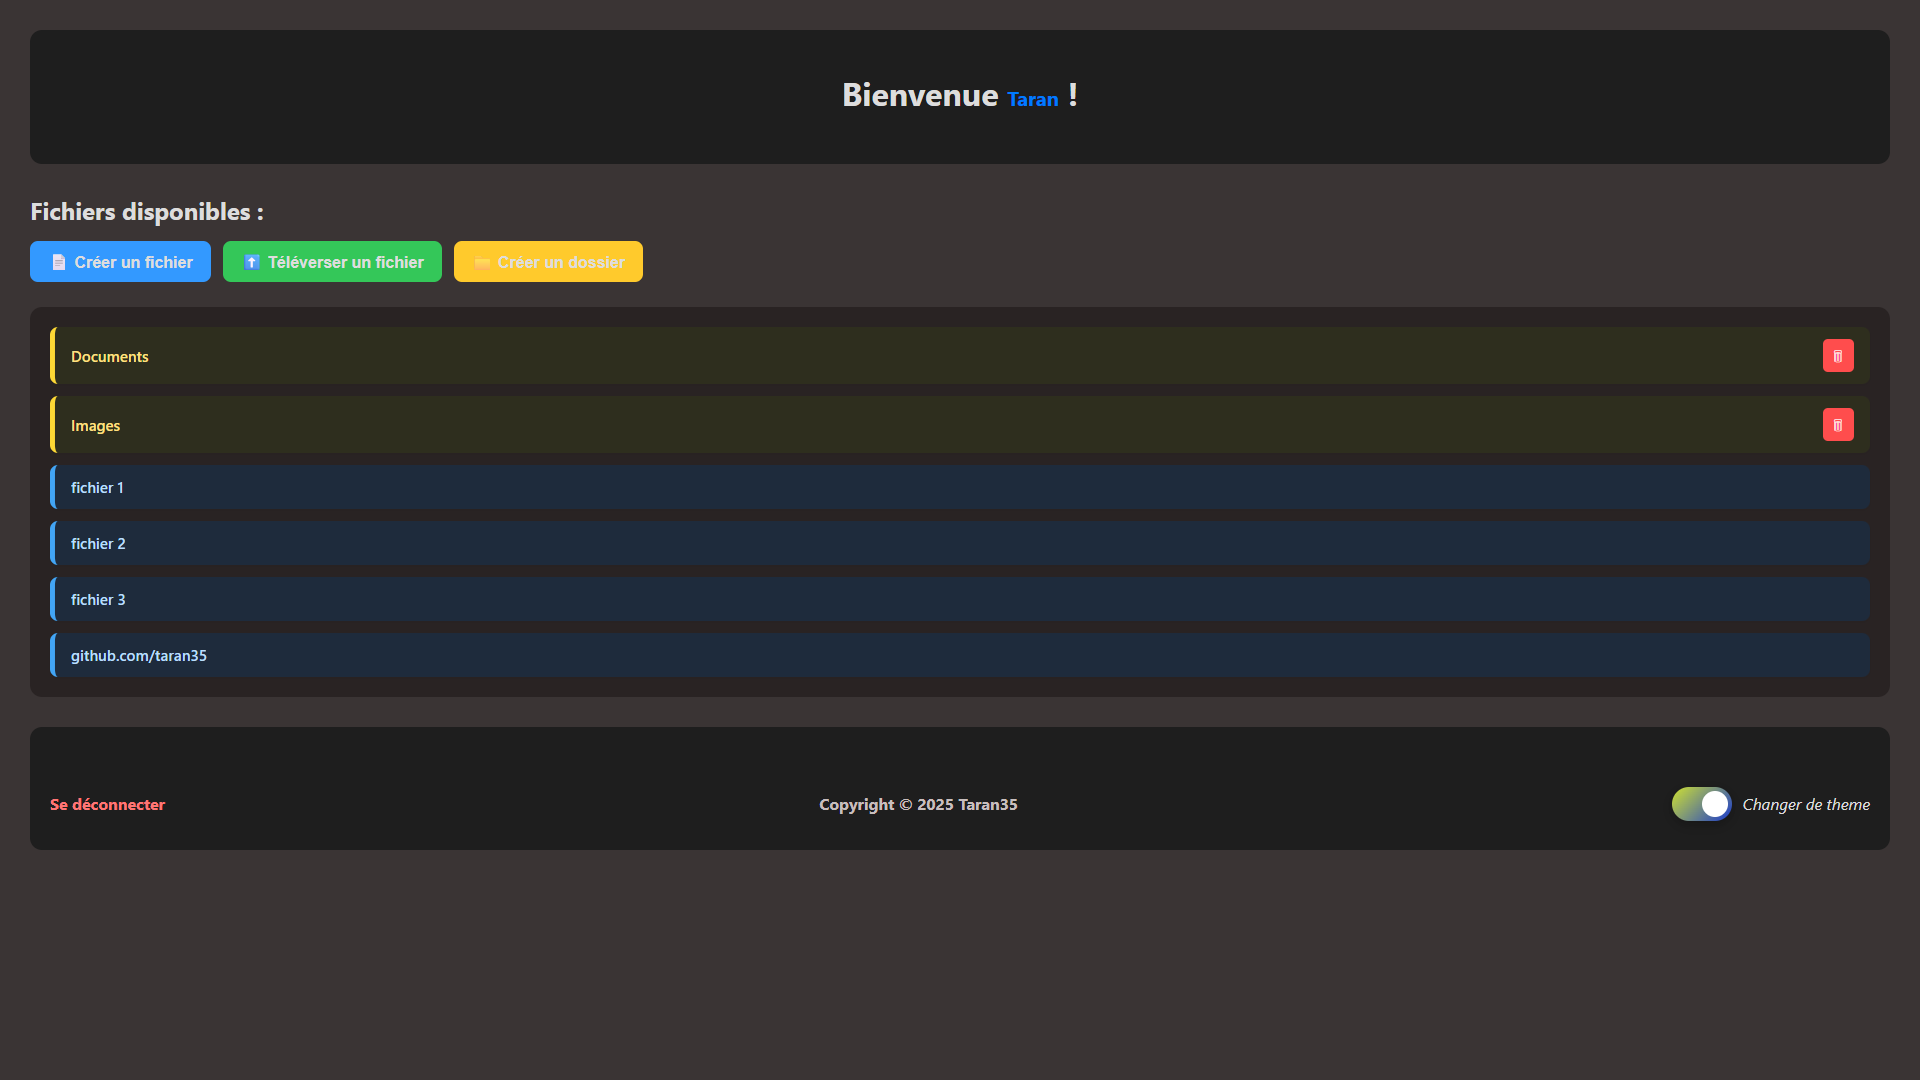 Bienvenue Taran !
Fichiers disponibles :
Créer un fichier
Téléverser un fichier
Créer un dossier
Documents
Images
fichier 1
fichier 2
fichier 3
github.com/taran35
Se déconnecter
Copyright © 2025 Taran35
Changer de theme